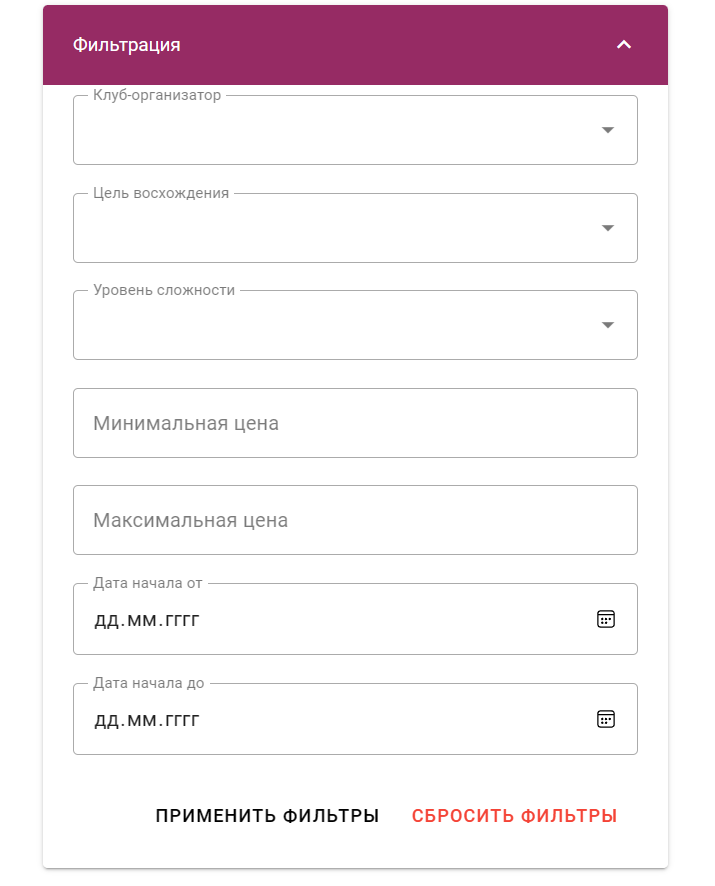 Фильтрация
Клуб-организатор
Цель восхождения
Уровень сложности
Минимальная цена
Максимальная цена
Дата начала от
дд.мм.гггг
Дата начала до
дд.мм.гггг
ПРИМЕНИТЬ ФИЛЬТРЫ СБРОСИТЬ ФИЛЬТРЫ